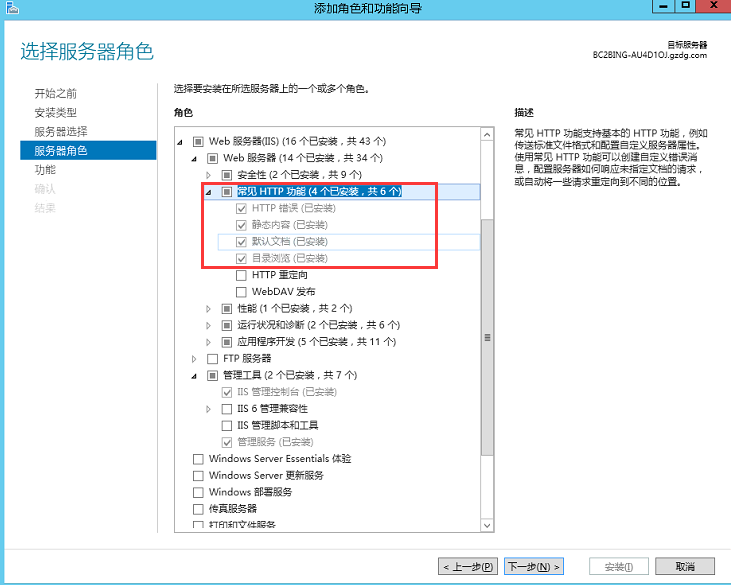 添加角色和功能向导
选择服务器角色
目标服务器
BC2BING-AU4D1OJ.gzdg.com
开始之前
安装类型
服务器选择
服务器角色
功能
确认
结果
选择要安装在所选服务器上的一个或多个角色。
角色
Web 服务器(IIS) (16 个已安装，共 43 个)
Web 服务器 (14 个已安装，共 34 个)
安全性 (2 个已安装，共 9 个)
常见 HTTP 功能 (4 个已安装，共 6 个)
HTTP 错误 (已安装)
静态内容 (已安装)
默认文档 (已安装)
目录浏览 (已安装)
HTTP 重定向
WebDAV 发布
性能 (1 个已安装，共 2 个)
运行状况和诊断 (2 个已安装，共 6 个)
应用程序开发 (5 个已安装，共 11 个)
FTP 服务器
管理工具 (2 个已安装，共 7 个)
IIS 管理控制台 (已安装)
IIS 6 管理兼容性
IIS 管理脚本和工具
管理服务 (已安装)
Windows Server Essentials 体验
Windows Server 更新服务
Windows 部署服务
传真服务器
打印和文件服务
描述
常见 HTTP 功能支持基本的 HTTP 功能，例如
传送标准文件格式和配置自定义服务器属性。
使用常见 HTTP 功能可以创建自定义错误消
息，配置服务器如何响应未指定文档的请求，
或自动将一些请求重定向到不同的位置。
< 上一步(P)
下一步(N) >
安装(I)
取消